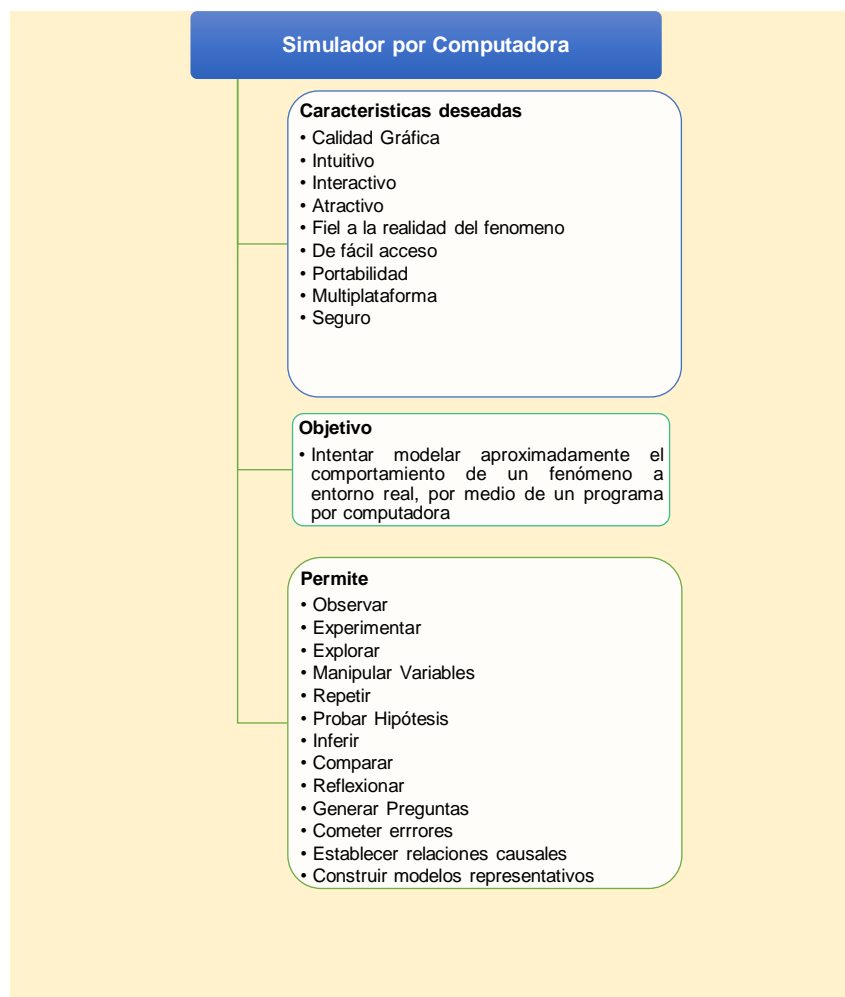 Simulador por Computadora
Caracteristicas deseadas
• Calidad Gráfica
• Intuitivo
• Interactivo
• Atractivo
• Fiel a la realidad del fenomeno
• De fácil acceso
• Portabilidad
• Multiplataforma
• Seguro
Objetivo
• Intentar modelar aproximadamente el
comportamiento de un fenómeno a
entorno real, por medio de un programa
por computadora
Permite
• Observar
• Experimentar
• Explorar
• Manipular Variables
• Repetir
• Probar Hipótesis
• Inferir
• Comparar
• Reflexionar
• Generar Preguntas
• Cometer errrores
• Establecer relaciones causales
• Construir modelos representativos